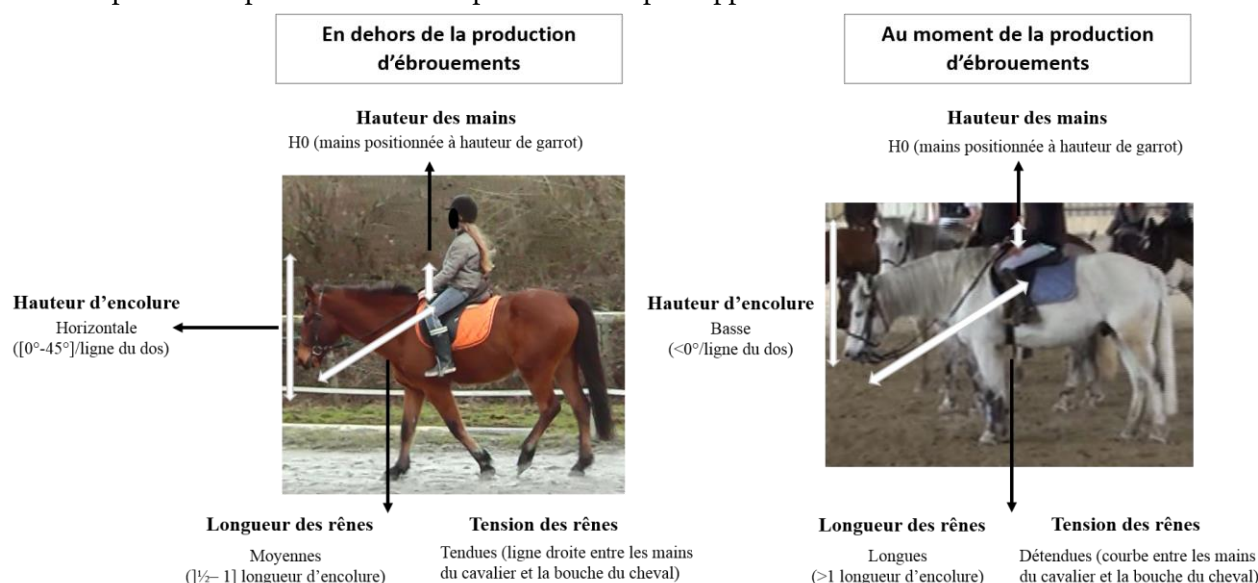 En dehors de la production
d'ébrouements
Hauteur des mains
H0 (mains positionnée à hauteur de garrot)
Hauteur d'encolure
Horizontale
([0°-45°]/ligne du dos)
Longueur des rênes
Moyennes
(]½– 1] longueur d'encolure)
Tension des rênes
Tendues (ligne droite entre les mains
du cavalier et la bouche du cheval)
Au moment de la production
d'ébrouements
Hauteur des mains
H0 (mains positionnée à hauteur de garrot)
Hauteur d'encolure
Basse
(<0°/ligne du dos)
Longueur des rênes
Longues
(>1 longueur d'encolure)
Tension des rênes
Détendues (courbe entre les mains
du cavalier et la bouche du cheval)